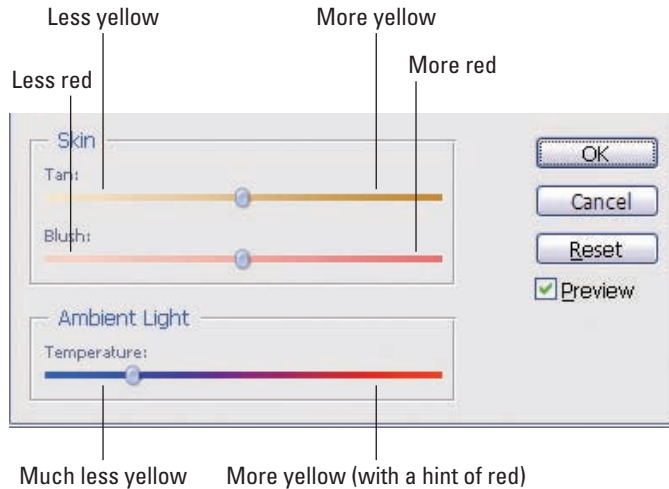 Less yellow
More yellow
Less red
More red
Skin
Tan:
Blush:
OK
Cancel
Reset
Preview
Ambient Light
Temperature:
Much less yellow
More yellow (with a hint of red)